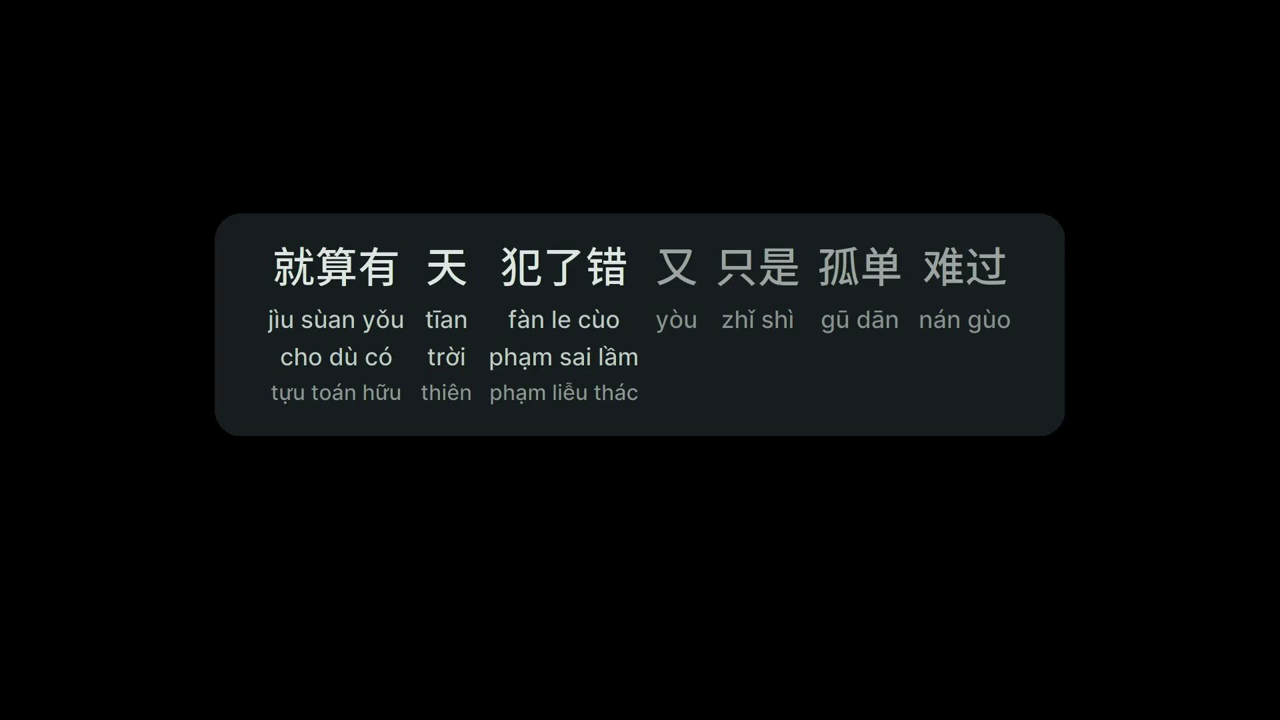 就算有 天 犯了错 又 只是 孤单 难过
jìu sùan yǒu tīan fàn le cùo yòu zhǐ shì gū dān nán gùo
cho dù có trời phạm sai lầm
tựu toán hữu thiên phạm liễu thác